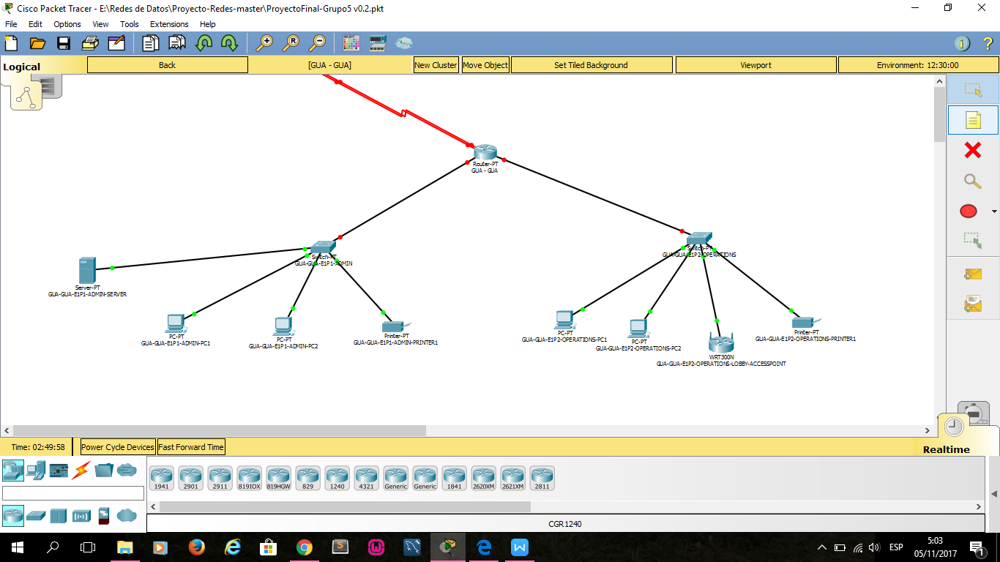 Cisco Packet Tracer - E:\Redes de Datos\Proyecto-Redes-master\ProyectoFinal-Grupo5 v0.2.pkt
File Edit Options View Tools Extensions Help
Logical Back [GUA - GUA] New Cluster Move Object Set Tiled Background Viewport Environment: 12:30:00
Router-PT
GUA - GUA
Switch-PT
GUA-GUA-E1P1-ADMIN
Switch-PT
GUA-GUA-E1P2-OPERATIONS
Server-PT
GUA-GUA-E1P1-ADMIN-SERVER
PC-PT
GUA-GUA-E1P1-ADMIN-PC1
PC-PT
GUA-GUA-E1P1-ADMIN-PC2
Printer-PT
GUA-GUA-E1P1-ADMIN-PRINTER1
PC-PT
GUA-GUA-E1P2-OPERATIONS-PC1
PC-PT
GUA-GUA-E1P2-OPERATIONS-PC2
WRT300N
GUA-GUA-E1P2-OPERATIONS-LOBBY-ACCESSPOINT
Printer-PT
GUA-GUA-E1P2-OPERATIONS-PRINTER1
Time: 02:49:58 Power Cycle Devices Fast Forward Time
Realtime
1941 2901 2911 819IOX 819HGW 829 1240 4321 Generic Generic 1841 2620XM 2621XM 2811
CGR1240
ESP
5:03
05/11/2017
1